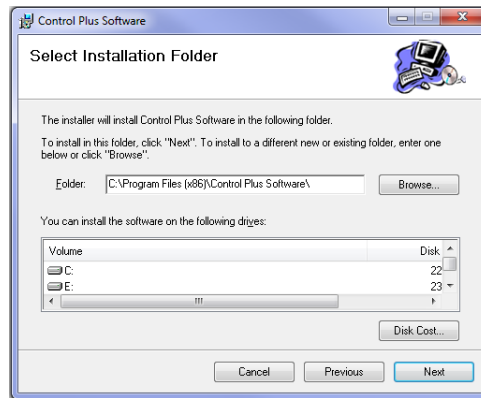 Control Plus Software
Select Installation Folder
The installer will install Control Plus Software in the following folder.
To install in this folder, click "Next". To install to a different new or existing folder, enter one
below or click "Browse".
Folder: C:\Program Files (x86)\Control Plus Software\ Browse...
You can install the software on the following drives:
Volume Disk
C: 22
E: 23
Disk Cost...
Cancel Previous Next